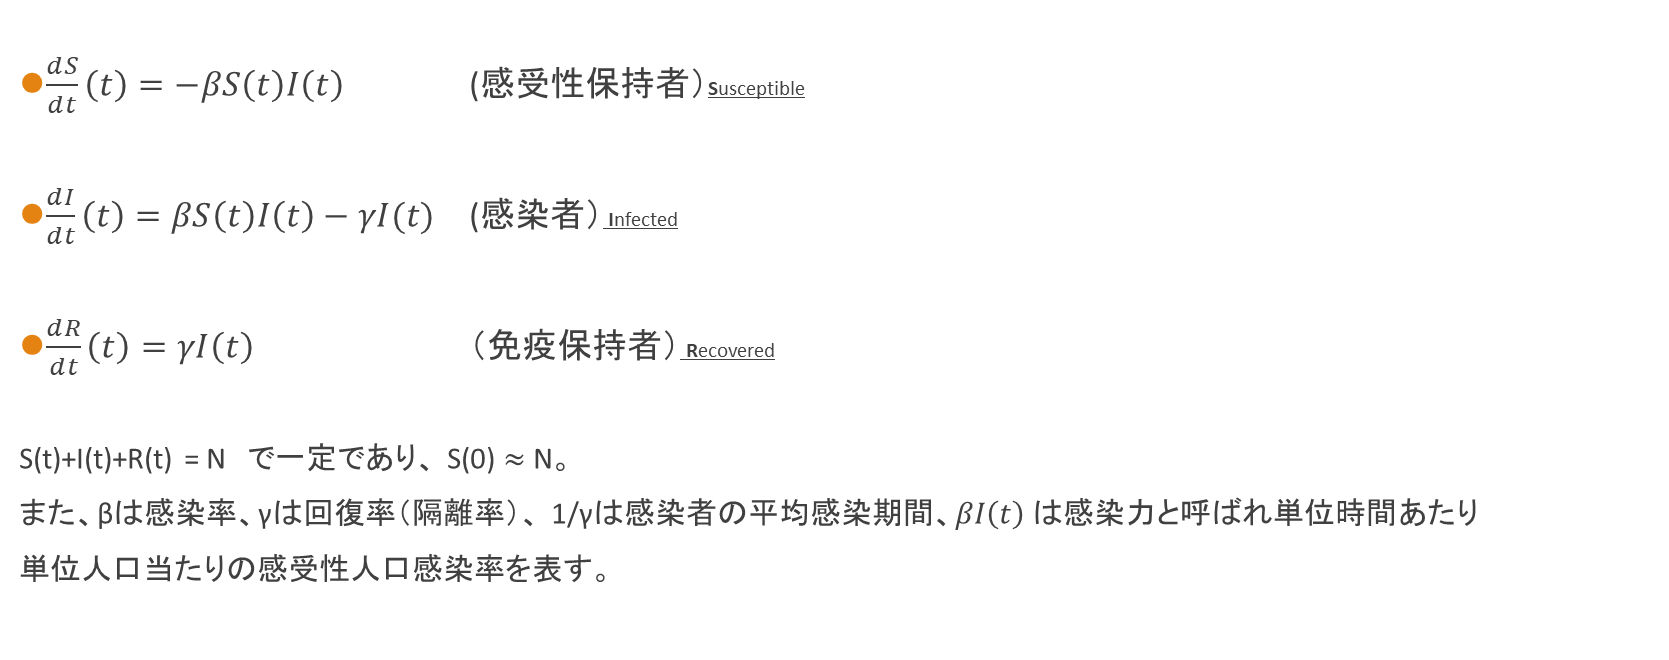 ●dS/dt (t) = −βS(t)I(t) (感受性保持者）Susceptible
●dI/dt (t) = βS(t)I(t) − γI(t) (感染者） Infected
●dR/dt (t) = γI(t) （免疫保持者） Recovered
S(t)+I(t)+R(t) = N で一定であり、S(0) ≈ N。
また、βは感染率、γは回復率（隔離率）、1/γは感染者の平均感染期間、βI(t) は感染力と呼ばれ単位時間あたり
単位人口当たりの感受性人口感染率を表す。